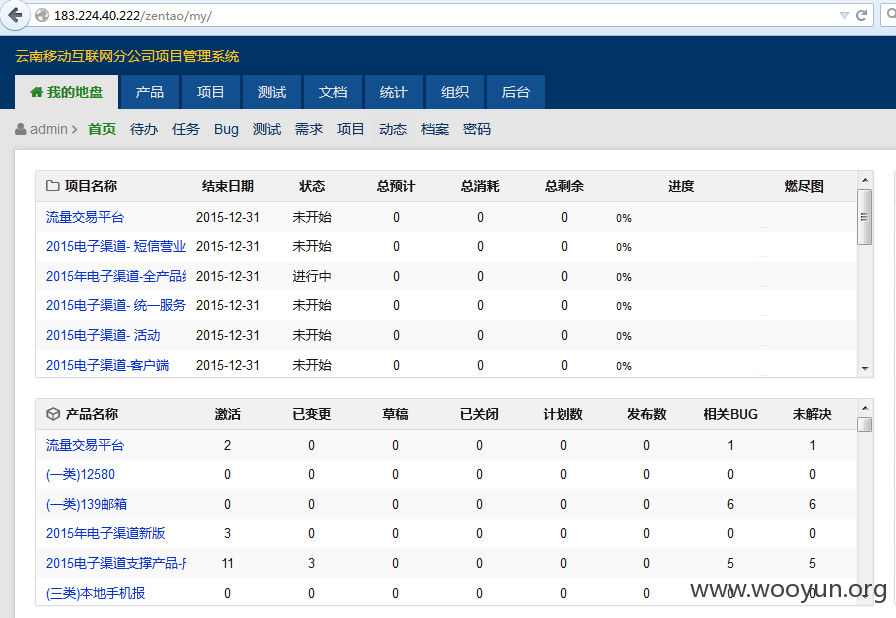 183.224.40.222/zentao/my/
云南移动互联网分公司项目管理系统
我的地盘 产品 项目 测试 文档 统计 组织 后台
admin > 首页 待办 任务 Bug 测试 需求 项目 动态 档案 密码
项目名称 结束日期 状态 总预计 总消耗 总剩余 进度 燃尽图
流量交易平台 2015-12-31 未开始 0 0 0 0%
2015电子渠道- 短信营业 2015-12-31 未开始 0 0 0 0%
2015年电子渠道-全产品 2015-12-31 进行中 0 0 0 0%
2015电子渠道- 统一服务 2015-12-31 未开始 0 0 0 0%
2015电子渠道- 活动 2015-12-31 未开始 0 0 0 0%
2015电子渠道-客户端 2015-12-31 未开始 0 0 0 0%
产品名称 激活 已变更 草稿 已关闭 计划数 发布数 相关BUG 未解决
流量交易平台 2 0 0 0 0 0 1 1
(一类)12580 0 0 0 0 0 0 0 0
(一类)139邮箱 0 0 0 0 0 0 6 6
2015年电子渠道新版 3 0 0 0 0 0 0 0
2015电子渠道支撑产品- 11 3 0 0 0 0 5 5
(三类)本地手机报 0 0 0 0 0 0 0 0
www.wooyun.org